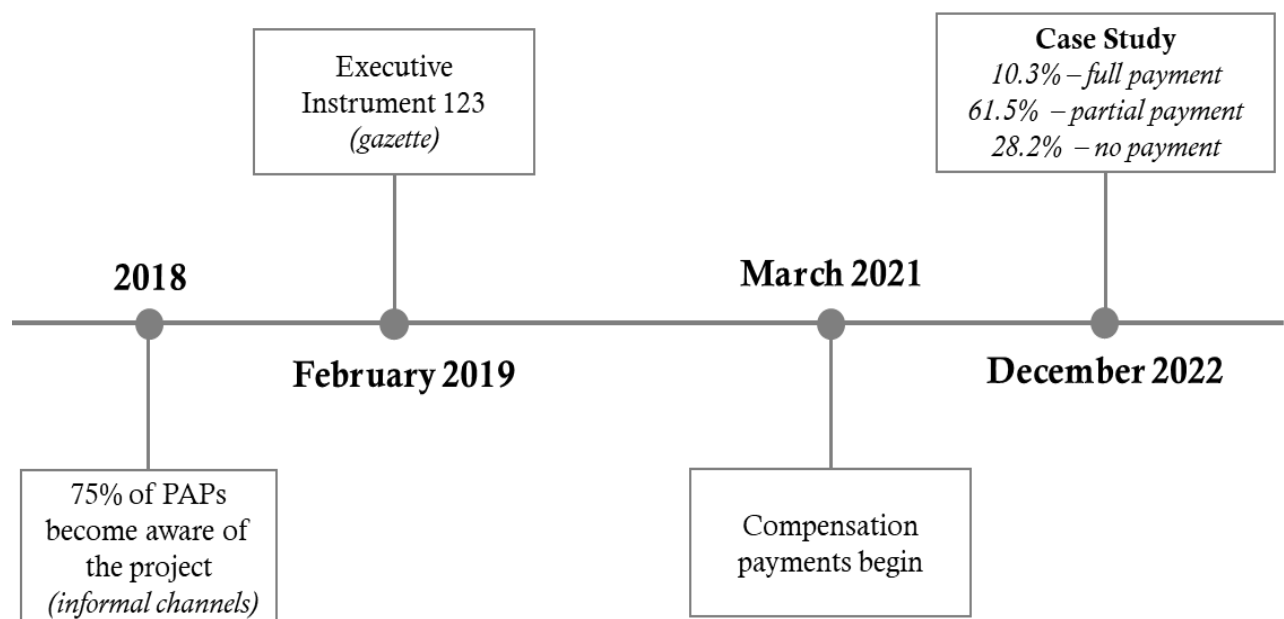 Executive
Instrument 123
(gazette)
Case Study
10.3% – full payment
61.5% – partial payment
28.2% – no payment
2018
March 2021
February 2019
December 2022
75% of PAPs
become aware of
the project
(informal channels)
Compensation
payments begin